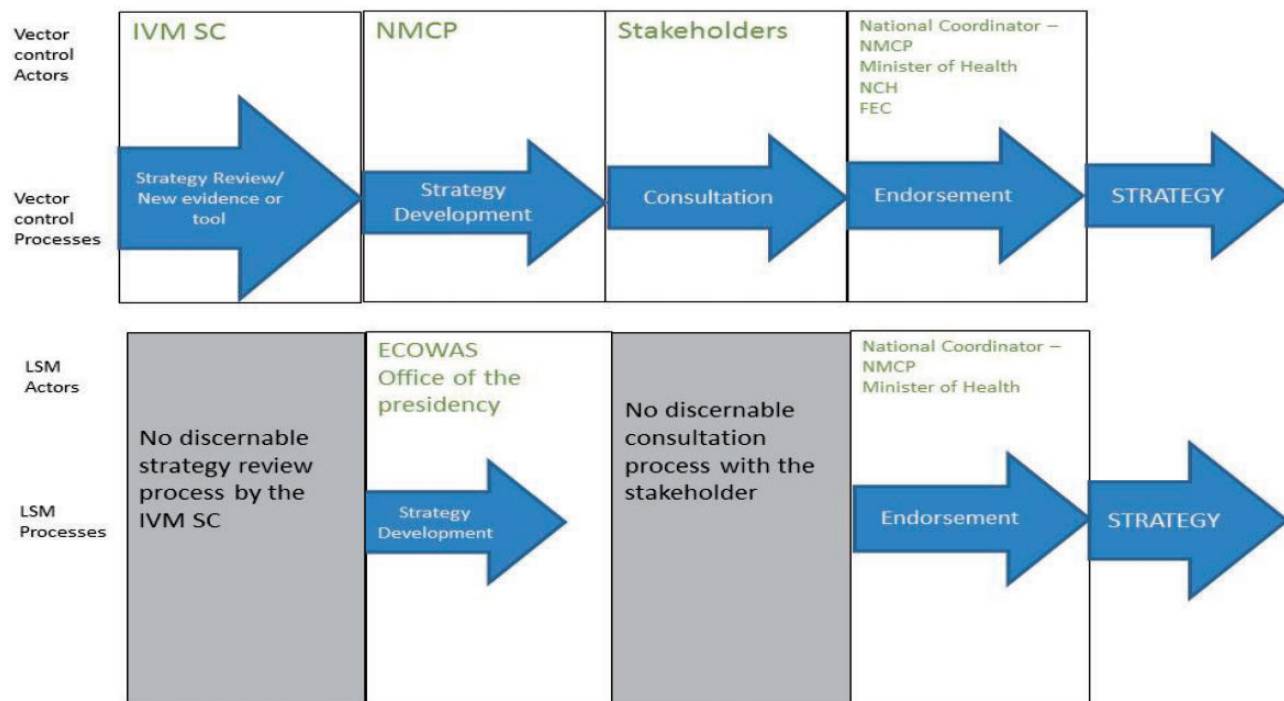 Vector
control
Actors
IVM SC
NMCP
Stakeholders
National Coordinator –
NMCP
Minister of Health
NCH
FEC
Vector
control
Processes
Strategy Review/
New evidence or
tool
Strategy
Development
Consultation
Endorsement
STRATEGY
LSM
Actors
ECOWAS
Office of the
presidency
National Coordinator –
NMCP
Minister of Health
LSM
Processes
No discernable
strategy review
process by the
IVM SC
Strategy
Development
No discernable
consultation
process with the
stakeholder
Endorsement
STRATEGY